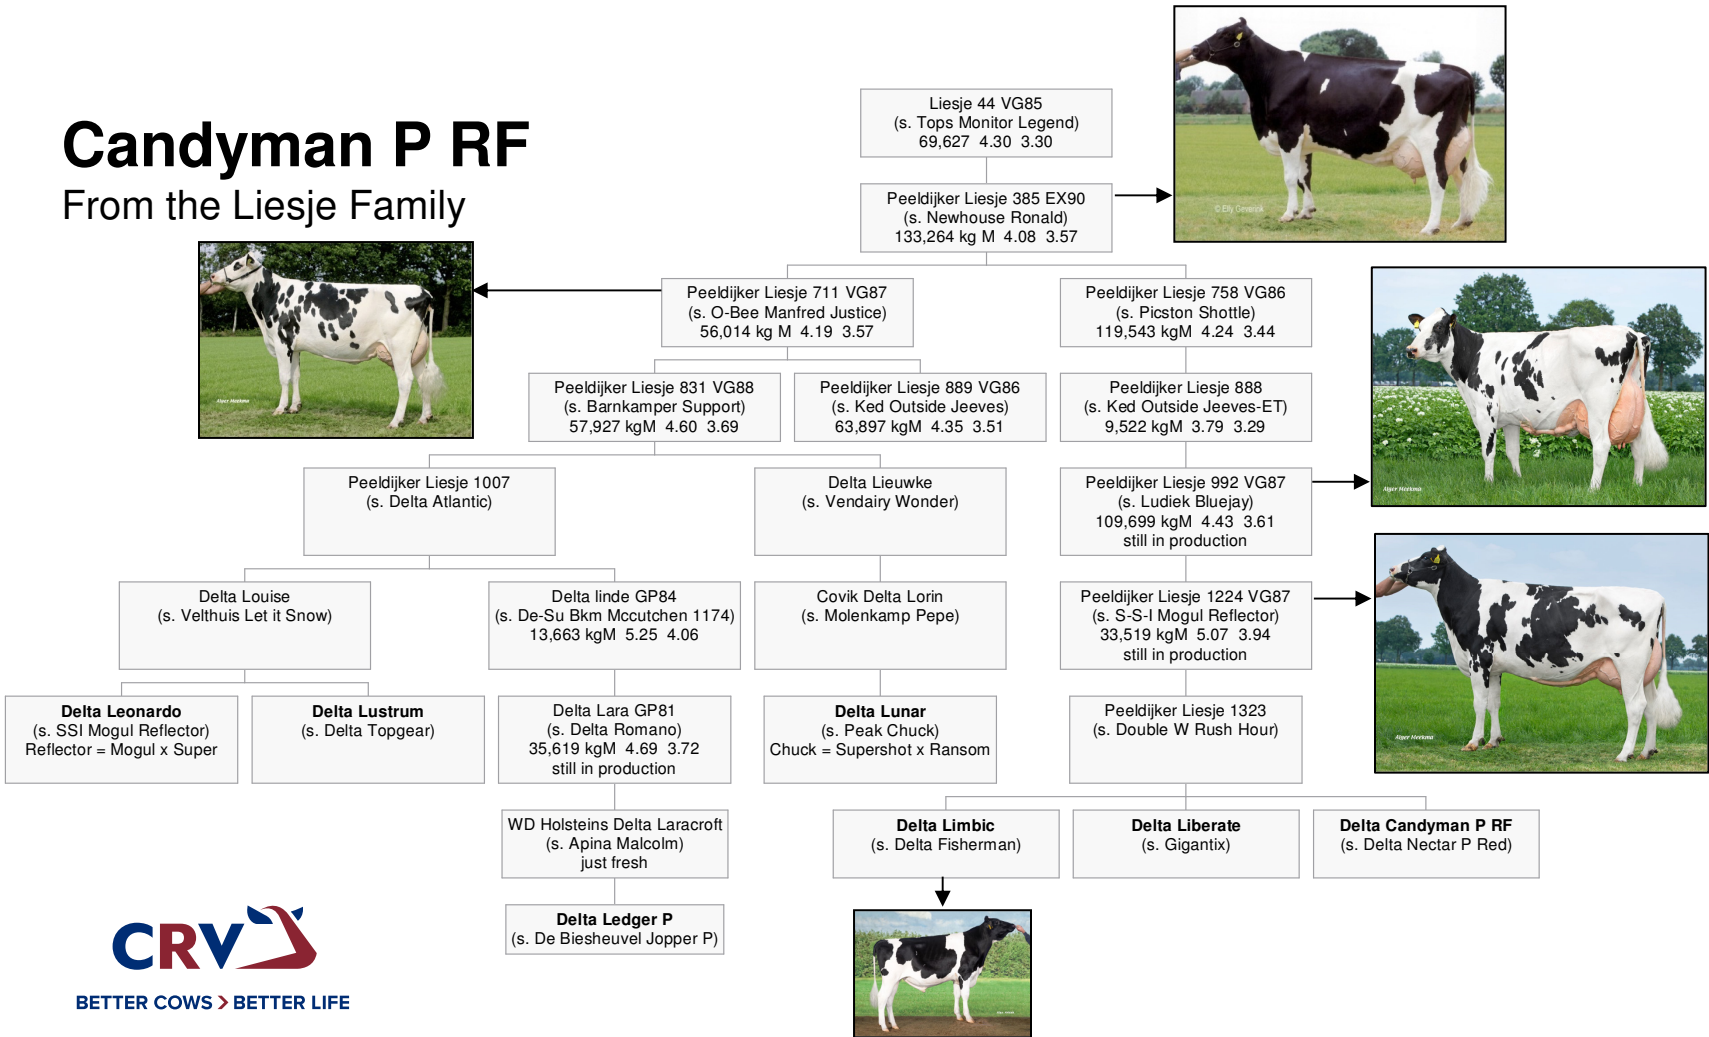 Candyman P RF
From the Liesje Family
Liesje 44 VG85
(s. Tops Monitor Legend)
69,627 4.30 3.30
Peeldijker Liesje 385 EX90
(s. Newhouse Ronald)
133,264 kg M 4.08 3.57
© Elly Geverink
Peeldijker Liesje 711 VG87
(s. O-Bee Manfred Justice)
56,014 kg M 4.19 3.57
Peeldijker Liesje 758 VG86
(s. Picston Shottle)
119,543 kgM 4.24 3.44
Alger Meekma
Peeldijker Liesje 831 VG88
(s. Barnkamper Support)
57,927 kgM 4.60 3.69
Peeldijker Liesje 889 VG86
(s. Ked Outside Jeeves)
63,897 kgM 4.35 3.51
Peeldijker Liesje 888
(s. Ked Outside Jeeves-ET)
9,522 kgM 3.79 3.29
Peeldijker Liesje 1007
(s. Delta Atlantic)
Delta Lieuwke
(s. Vendairy Wonder)
Peeldijker Liesje 992 VG87
(s. Ludiek Bluejay)
109,699 kgM 4.43 3.61
still in production
Alger Meekma
Delta Louise
(s. Velthuis Let it Snow)
Delta linde GP84
(s. De-Su Bkm Mccutchen 1174)
13,663 kgM 5.25 4.06
Covik Delta Lorin
(s. Molenkamp Pepe)
Peeldijker Liesje 1224 VG87
(s. S-S-I Mogul Reflector)
33,519 kgM 5.07 3.94
still in production
Alger Meekma
Delta Leonardo
(s. SSI Mogul Reflector)
Reflector = Mogul x Super
Delta Lustrum
(s. Delta Topgear)
Delta Lara GP81
(s. Delta Romano)
35,619 kgM 4.69 3.72
still in production
Delta Lunar
(s. Peak Chuck)
Chuck = Supershot x Ransom
Peeldijker Liesje 1323
(s. Double W Rush Hour)
WD Holsteins Delta Laracroft
(s. Apina Malcolm)
just fresh
Delta Limbic
(s. Delta Fisherman)
Delta Liberate
(s. Gigantix)
Delta Candyman P RF
(s. Delta Nectar P Red)
Delta Ledger P
(s. De Biesheuvel Jopper P)
CRV
BETTER COWS > BETTER LIFE